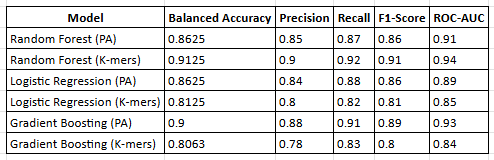 Model Balanced Accuracy Precision Recall F1-Score ROC-AUC
Random Forest (PA) 0.8625 0.85 0.87 0.86 0.91
Random Forest (K-mers) 0.9125 0.9 0.92 0.91 0.94
Logistic Regression (PA) 0.8625 0.84 0.88 0.86 0.89
Logistic Regression (K-mers) 0.8125 0.8 0.82 0.81 0.85
Gradient Boosting (PA) 0.9 0.88 0.91 0.89 0.93
Gradient Boosting (K-mers) 0.8063 0.78 0.83 0.8 0.84